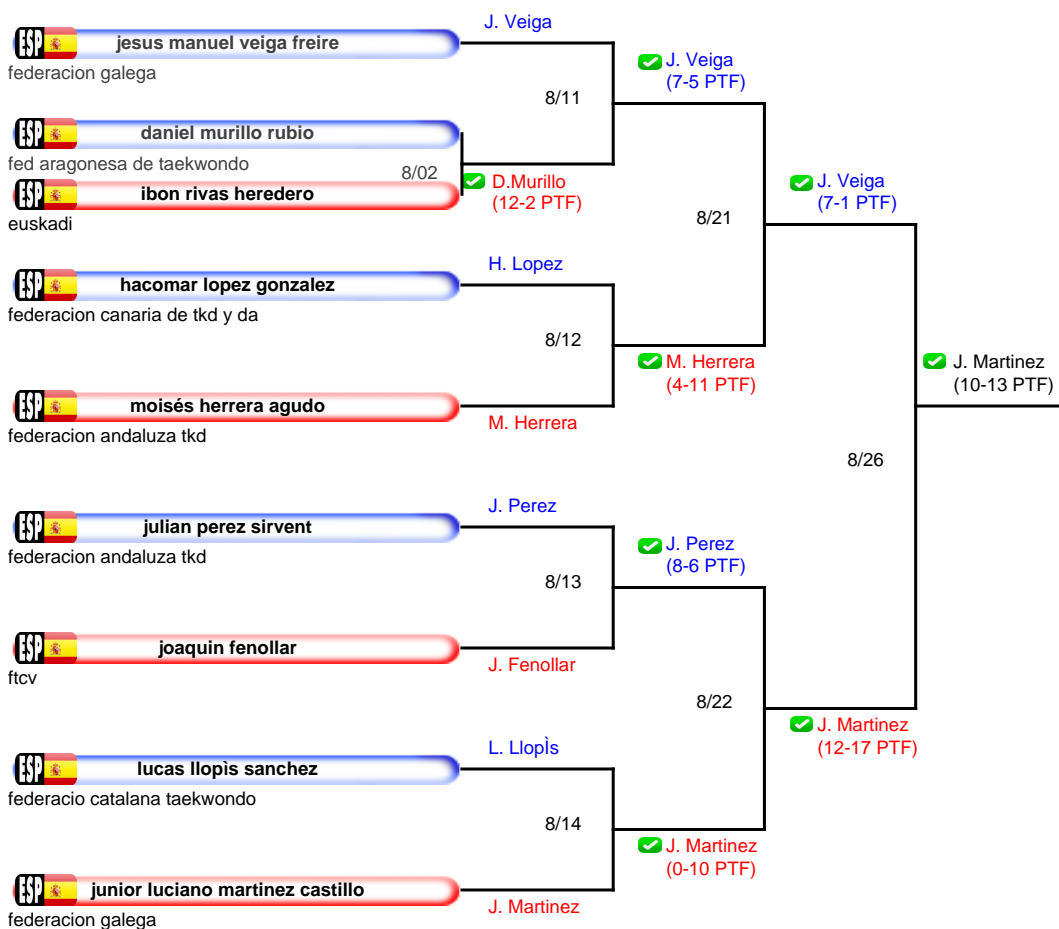 J. Veiga
ESP jesus manuel veiga freire
federacion galega
J. Veiga
(7-5 PTF)
8/11
ESP daniel murillo rubio
fed aragonesa de taekwondo
8/02
D.Murillo
(12-2 PTF)
ESP ibon rivas heredero
euskadi
J. Veiga
(7-1 PTF)
8/21
H. Lopez
ESP hacomar lopez gonzalez
federacion canaria de tkd y da
8/12
M. Herrera
(4-11 PTF)
J. Martinez
(10-13 PTF)
ESP moisés herrera agudo
M. Herrera
federacion andaluza tkd
8/26
J. Perez
ESP julian perez sirvent
federacion andaluza tkd
J. Perez
(8-6 PTF)
8/13
ESP joaquin fenollar
J. Fenollar
ftcv
8/22
J. Martinez
(12-17 PTF)
L. LlopÌs
ESP lucas llopìs sanchez
federacio catalana taekwondo
8/14
J. Martinez
(0-10 PTF)
ESP junior luciano martinez castillo
J. Martinez
federacion galega